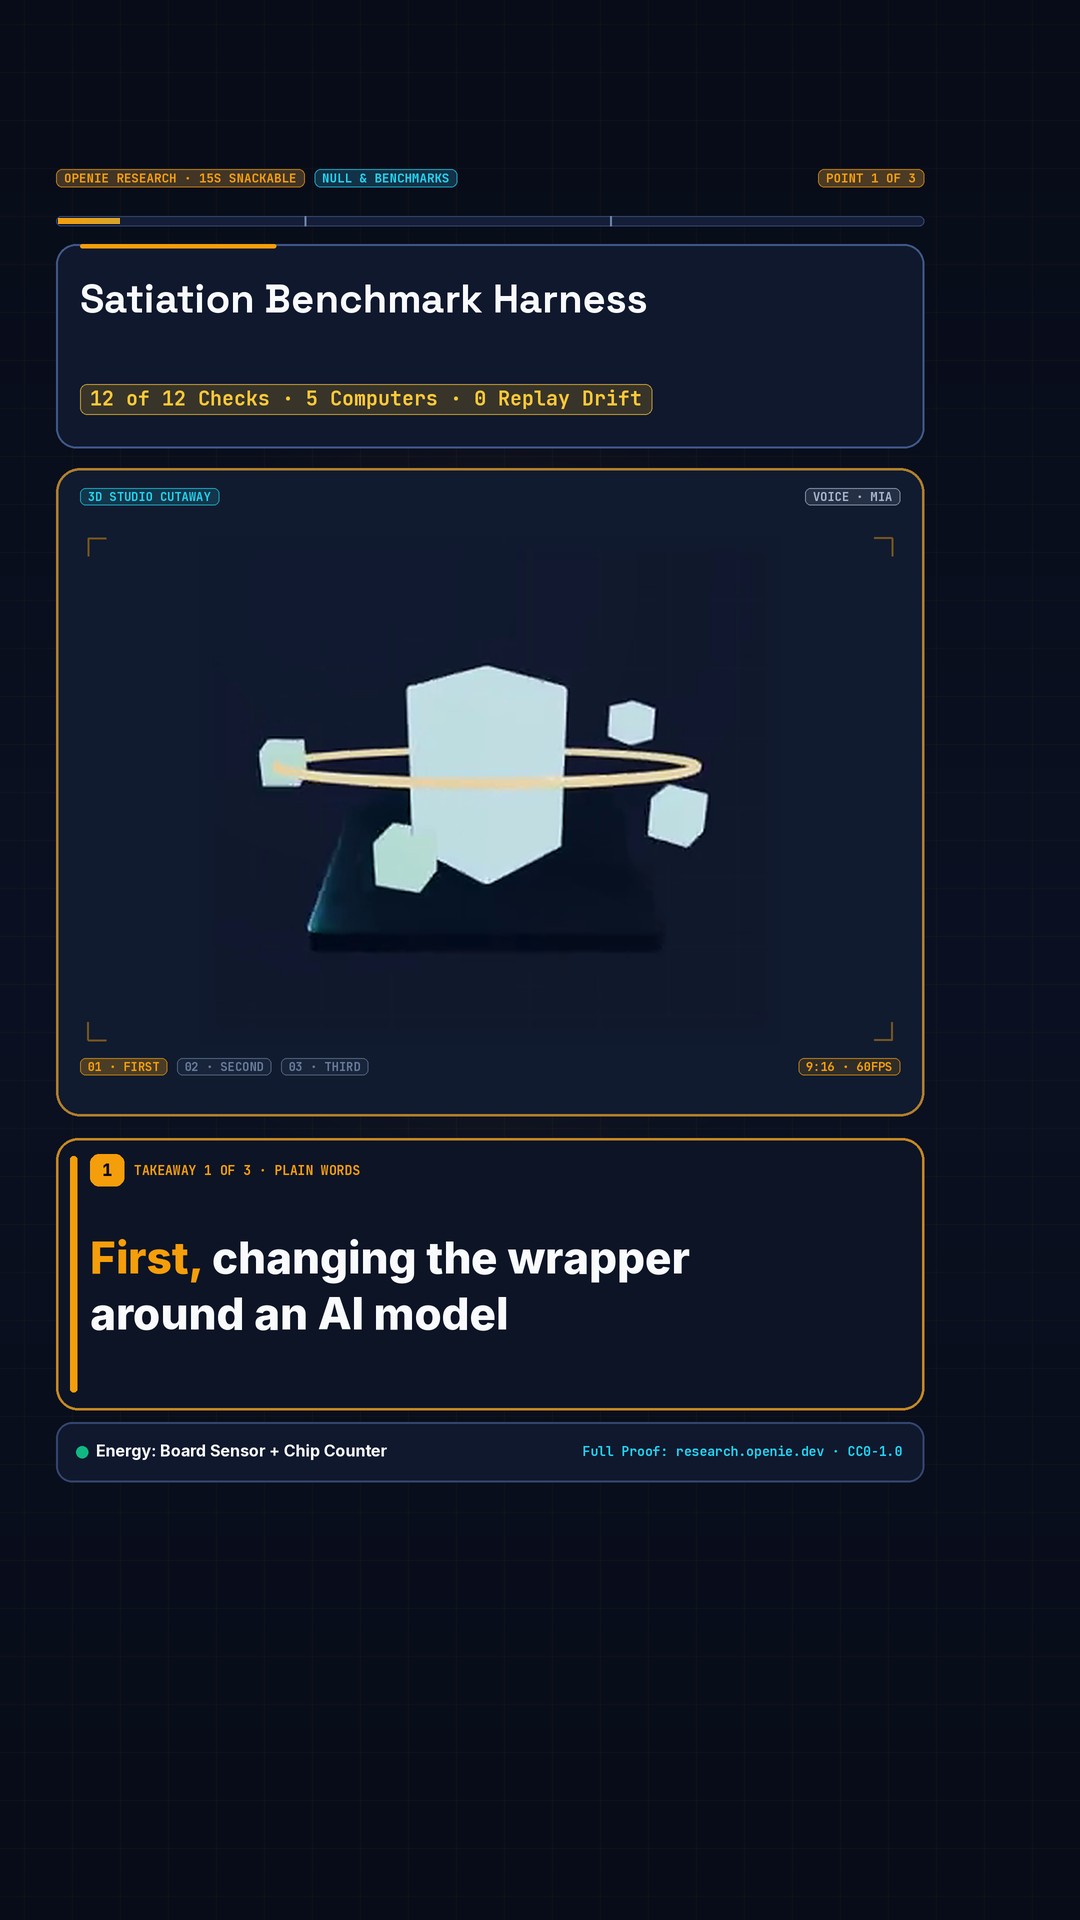 OPENIE RESEARCH · 15S SNACKABLE
NULL & BENCHMARKS
POINT 1 OF 3
Satiation Benchmark Harness
12 of 12 Checks · 5 Computers · 0 Replay Drift
3D STUDIO CUTAWAY
VOICE · MIA
01 · FIRST
02 · SECOND
03 · THIRD
9:16 · 60FPS
1
TAKEAWAY 1 OF 3 · PLAIN WORDS
First, changing the wrapper
around an AI model
Energy: Board Sensor + Chip Counter
Full Proof: research.openie.dev · CC0-1.0